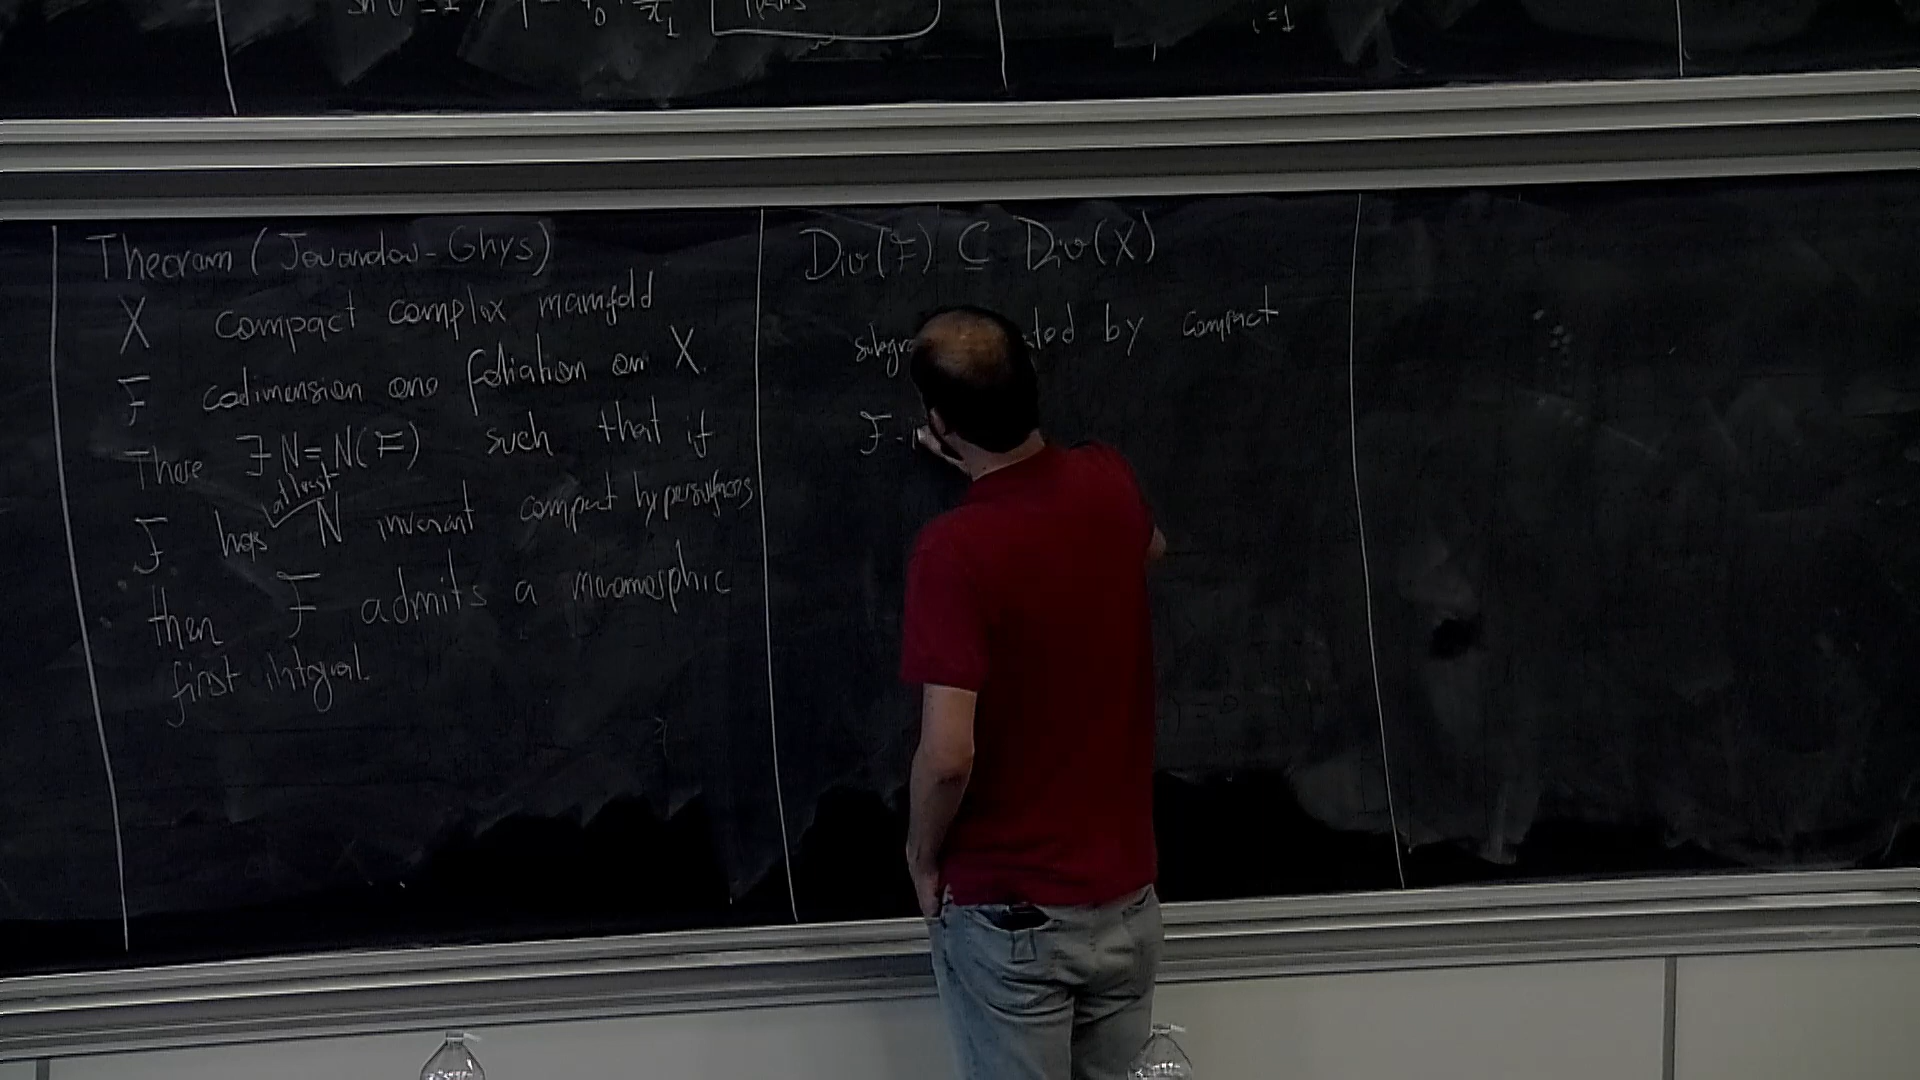 i=1
Theorem (Jouanolou-Ghys)
X compact complex manifold
F codimension one foliation on X.
There ∃ N=N(F) such that if
at least
F has N invariant compact hypersurfaces
then F admits a meromorphic
first integral.
Div(F) ⊆ Div(X)
by compact
F-